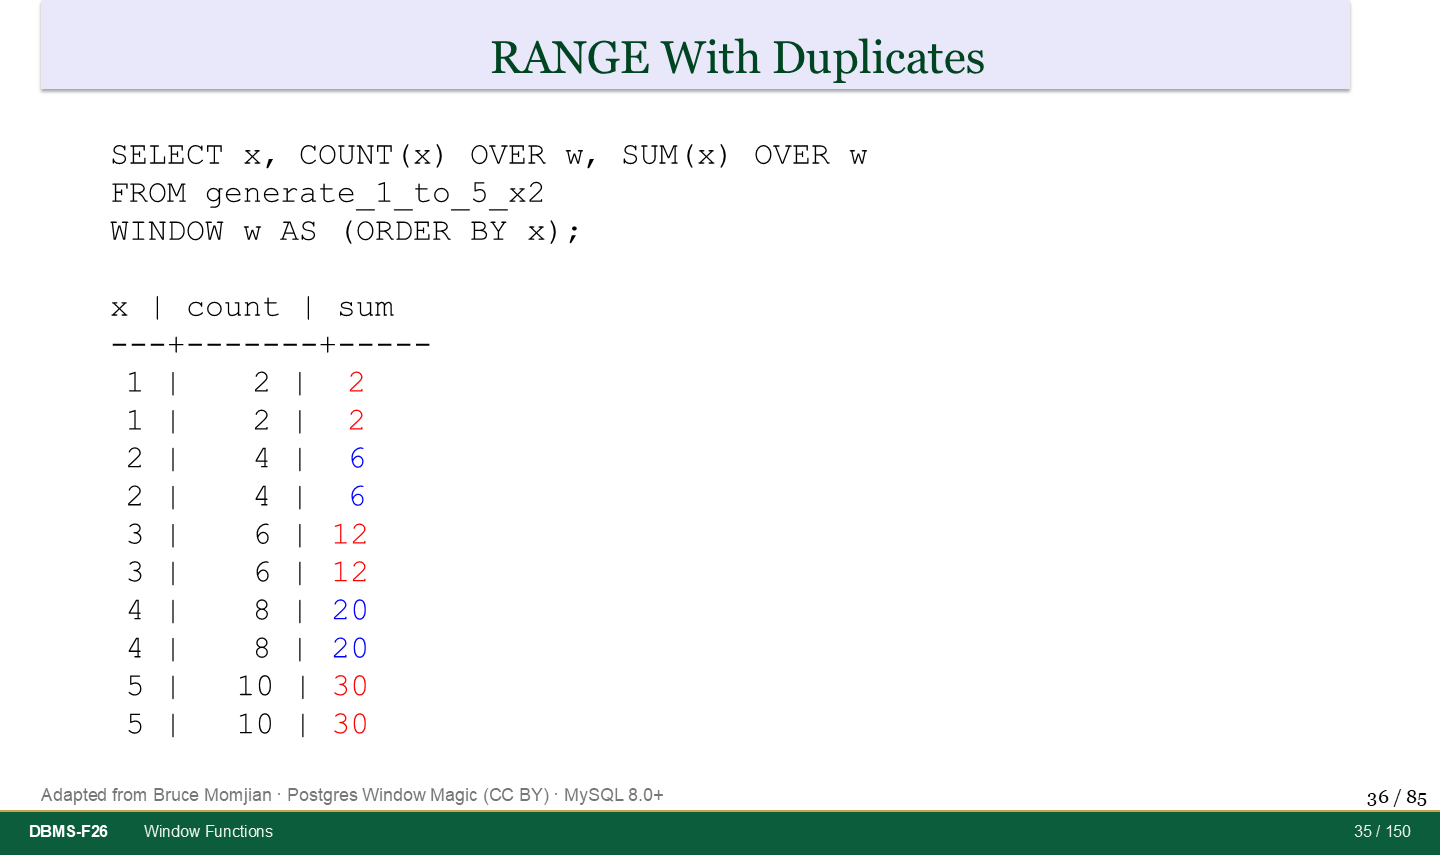 RANGE With Duplicates
SELECT x, COUNT(x) OVER w, SUM(x) OVER w
FROM generate_1_to_5_x2
WINDOW w AS (ORDER BY x);
x | count | sum
---+-------+-----
1 | 2 | 2
1 | 2 | 2
2 | 4 | 6
2 | 4 | 6
3 | 6 | 12
3 | 6 | 12
4 | 8 | 20
4 | 8 | 20
5 | 10 | 30
5 | 10 | 30
Adapted from Bruce Momjian · Postgres Window Magic (CC BY) · MySQL 8.0+
36 / 85
DBMS-F26 Window Functions 35 / 150